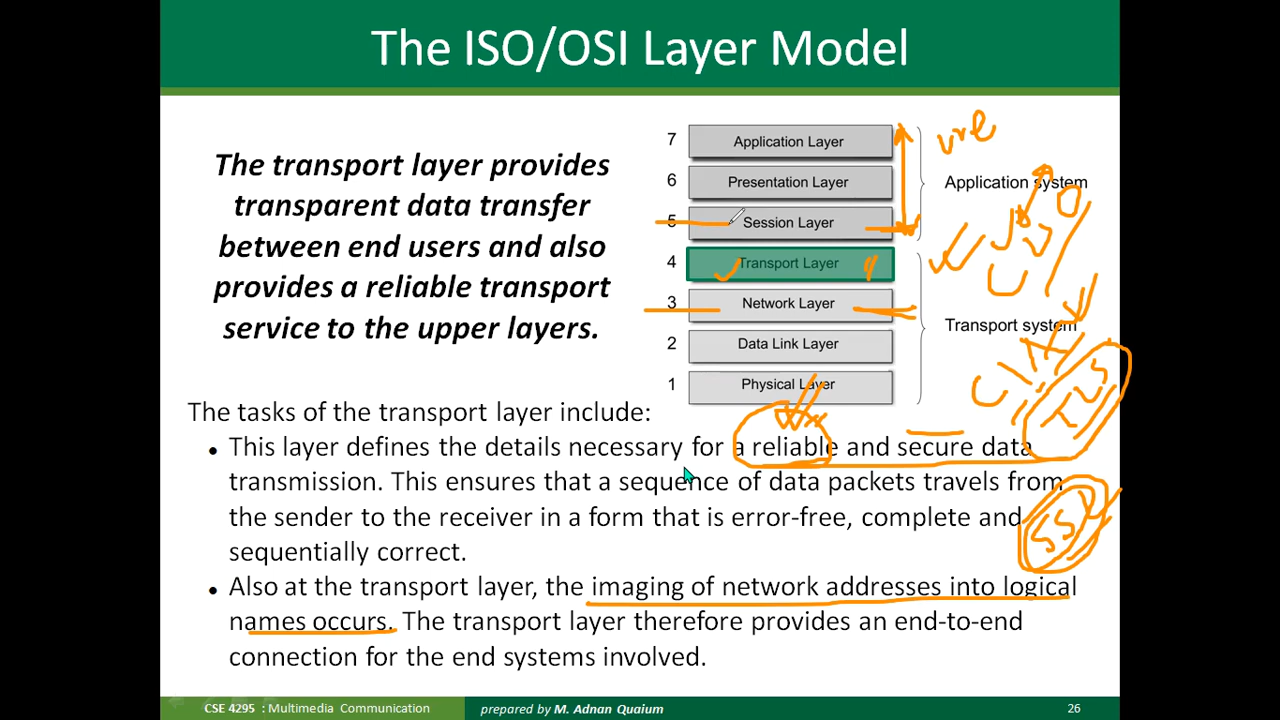 The ISO/OSI Layer Model
The transport layer provides
transparent data transfer
between end users and also
provides a reliable transport
service to the upper layers.
7 Application Layer
6 Presentation Layer
5 Session Layer
4 Transport Layer
3 Network Layer
2 Data Link Layer
1 Physical Layer
Application system
Transport system
TLS
SSL
The tasks of the transport layer include:
• This layer defines the details necessary for a reliable and secure data
transmission. This ensures that a sequence of data packets travels from
the sender to the receiver in a form that is error-free, complete and
sequentially correct.
• Also at the transport layer, the imaging of network addresses into logical
names occurs. The transport layer therefore provides an end-to-end
connection for the end systems involved.
CSE 4295 : Multimedia Communication
prepared by M. Adnan Quaium
26